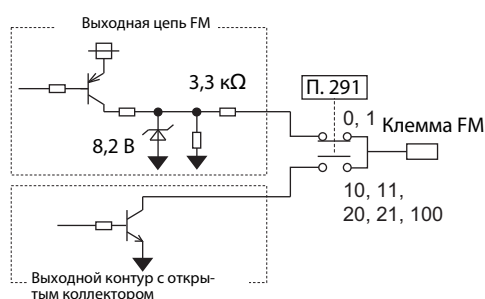 Выходная цепь FM
3,3 кΩ
П. 291
0, 1
Клемма FM
8,2 В
10, 11,
20, 21, 100
Выходной контур с откры-
тым коллектором